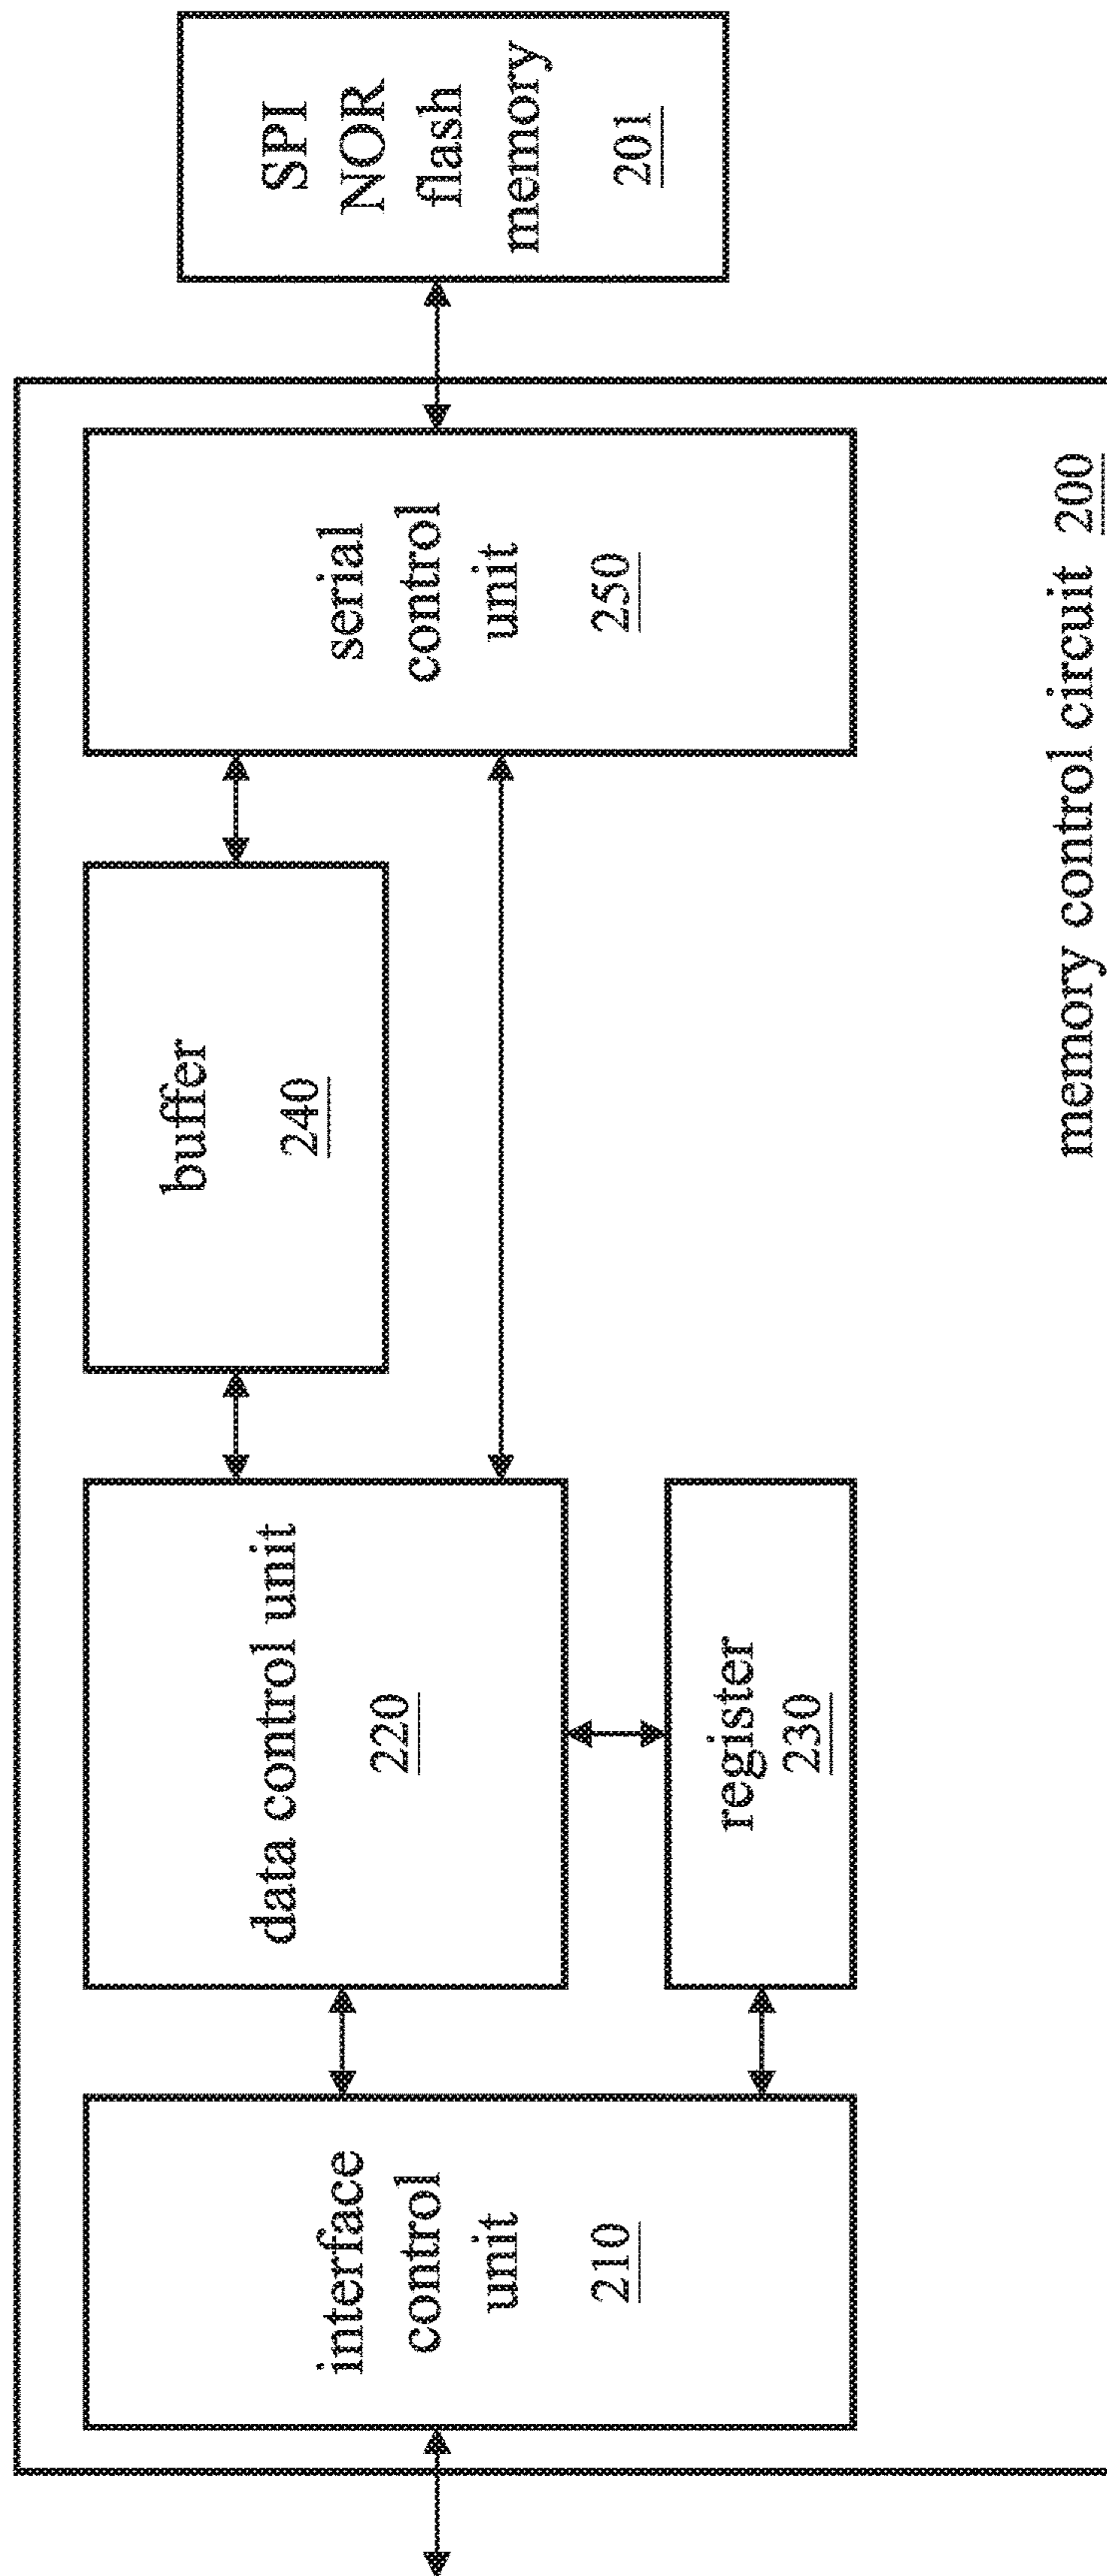 interface
control
unit
210
data control unit
220
register
230
buffer
240
serial
control
unit
250
SPI
NOR
flash
memory
201
memory control circuit 200